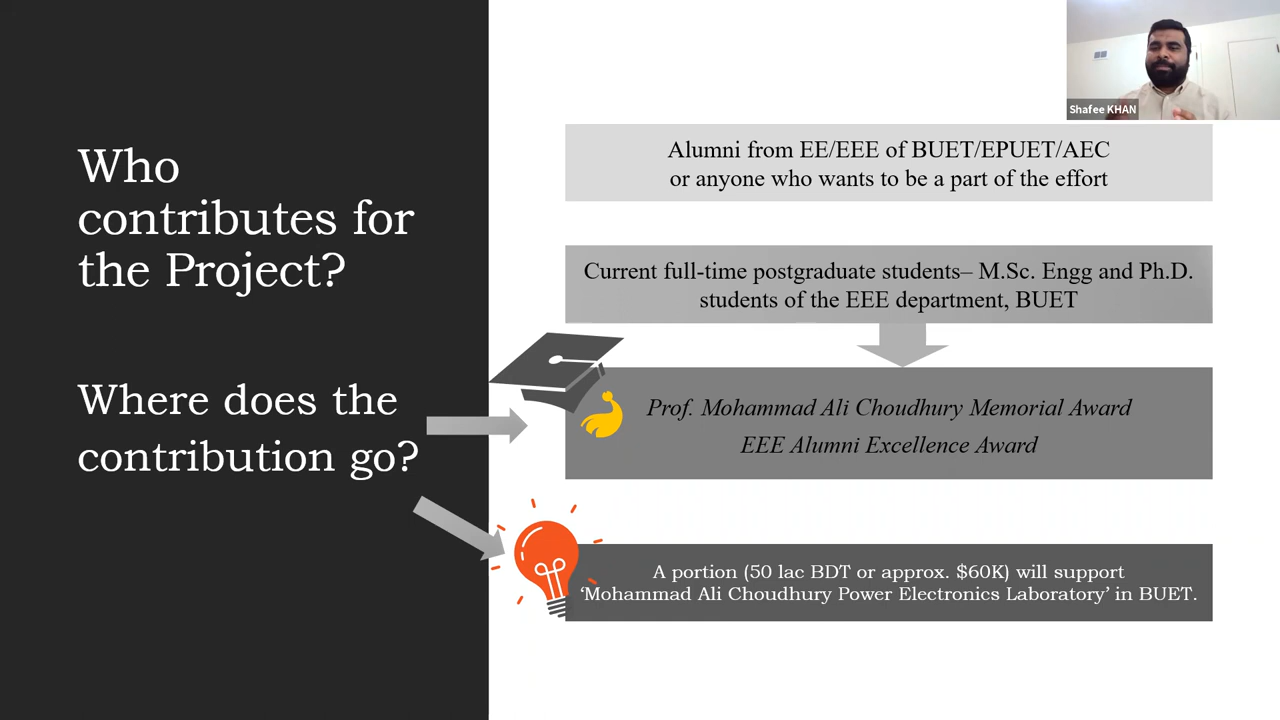 Shafee KHAN
Who
contributes for
the Project?
Where does the
contribution go?
Alumni from EE/EEE of BUET/EPUET/AEC
or anyone who wants to be a part of the effort
Current full-time postgraduate students– M.Sc. Engg and Ph.D.
students of the EEE department, BUET
Prof. Mohammad Ali Choudhury Memorial Award
EEE Alumni Excellence Award
A portion (50 lac BDT or approx. $60K) will support
‘Mohammad Ali Choudhury Power Electronics Laboratory’ in BUET.